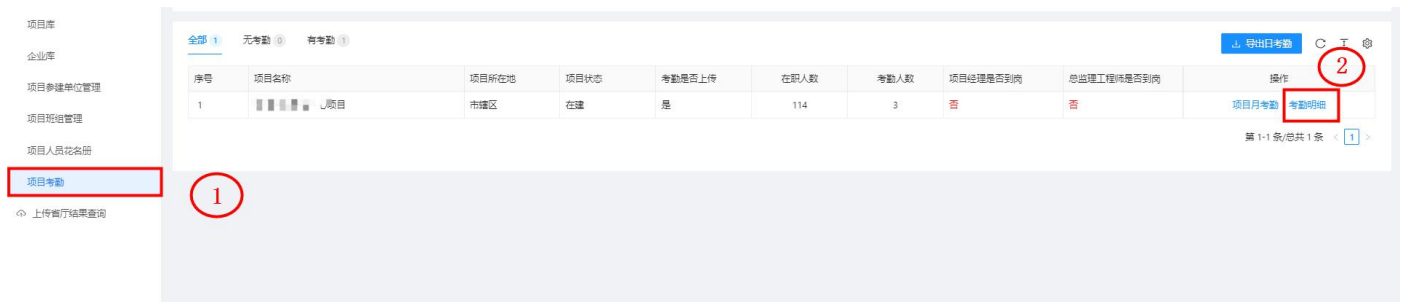 项目库
企业库
项目参建单位管理
项目班组管理
项目人员花名册
项目考勤
上传省厅结果查询
1
全部 1 无考勤 0 有考勤 1
导出日考勤
2
序号 项目名称 项目所在地 项目状态 考勤是否上传 在职人数 考勤人数 项目经理是否到岗 总监理工程师是否到岗 操作
1 项目 市辖区 在建 是 114 3 否 否 项目月考勤 考勤明细
第 1-1 条/总共 1 条 < 1 >